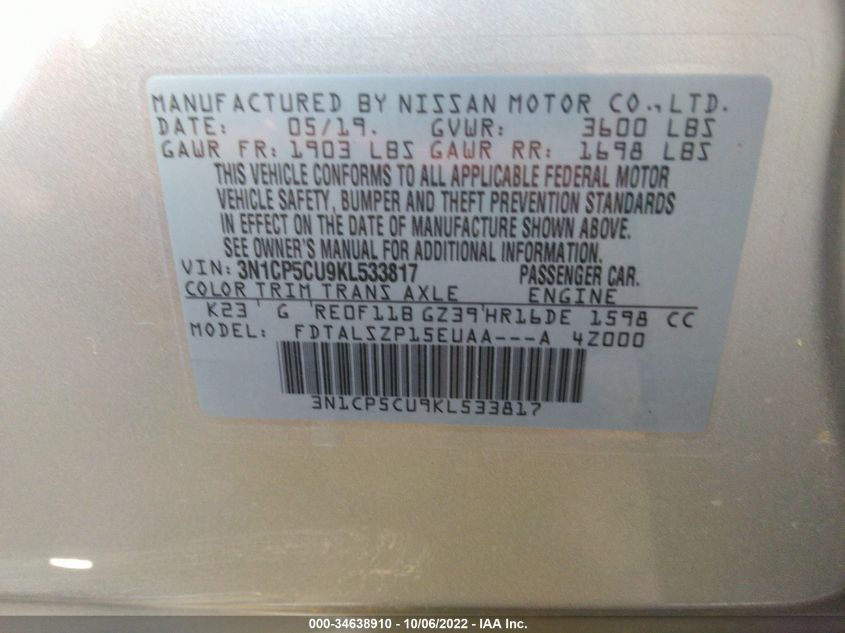 MANUFACTURED BY NISSAN MOTOR CO., LTD.
DATE: 05/19. GVWR: 3600 LBS
GAWR FR: 1903 LBS GAWR RR: 1698 LBS
THIS VEHICLE CONFORMS TO ALL APPLICABLE FEDERAL MOTOR
VEHICLE SAFETY, BUMPER AND THEFT PREVENTION STANDARDS
IN EFFECT ON THE DATE OF MANUFACTURE SHOWN ABOVE.
SEE OWNER'S MANUAL FOR ADDITIONAL INFORMATION.
VIN: 3N1CP5CU9KL533817 PASSENGER CAR.
COLOR TRIM TRANS AXLE ENGINE
K23 ' G RE0F11B GZ39 ' HR16DE 1598 CC
MODEL: FDTALSZP15EUAA---A 4Z000
3N1CP5CU9KL533817
000-34638910 - 10/06/2022 - IAA Inc.